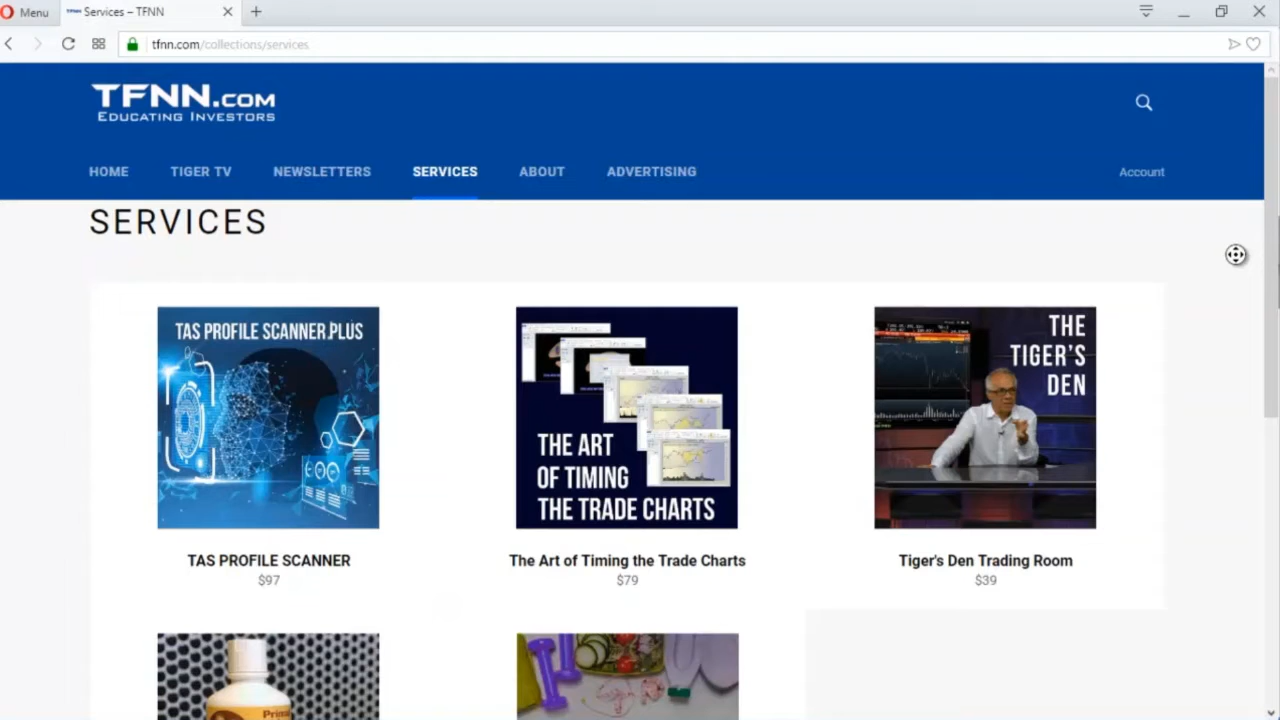 Menu
TFNN Services – TFNN
tfnn.com/collections/services
TFNN.COM
EDUCATING INVESTORS
HOME TIGER TV NEWSLETTERS SERVICES ABOUT ADVERTISING Account
SERVICES
TAS PROFILE SCANNER.PLUS
THE ART
OF TIMING
THE TRADE CHARTS
THE
TIGER'S
DEN
TAS PROFILE SCANNER
$97
The Art of Timing the Trade Charts
$79
Tiger's Den Trading Room
$39